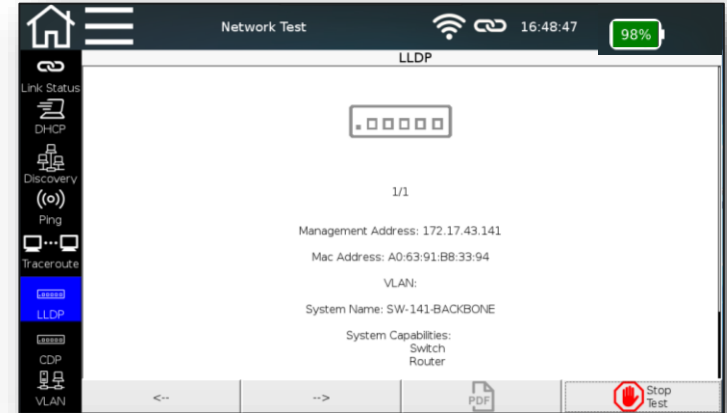 Network Test
16:48:47
98%
LLDP
Link Status
DHCP
Discovery
Ping
Traceroute
LLDP
CDP
VLAN
1/1
Management Address: 172.17.43.141
Mac Address: A0:63:91:B8:33:94
VLAN:
System Name: SW-141-BACKBONE
System Capabilities:
Switch
Router
<--
-->
PDF
Stop
Test